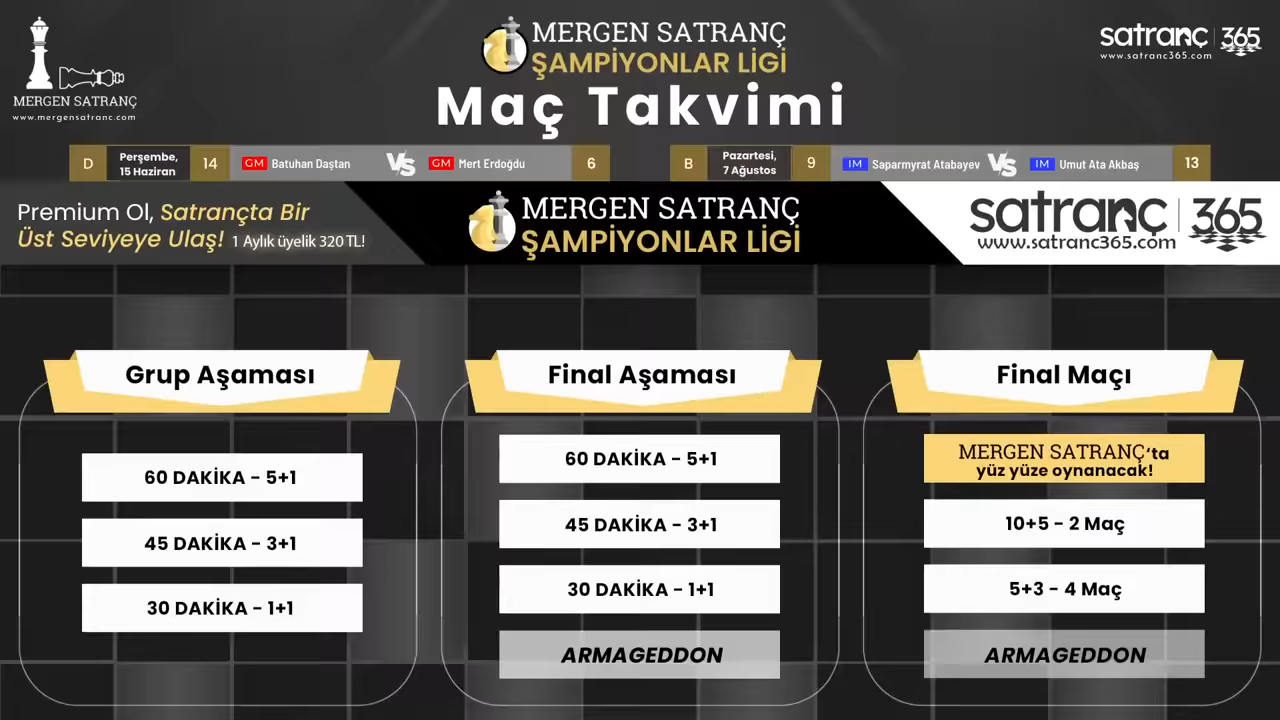 MERGEN SATRANÇ
www.mergensatranc.com
MERGEN SATRANÇ
ŞAMPİYONLAR LİGİ
Maç Takvimi
satranç 365
www.satranc365.com
D Perşembe, 15 Haziran 14 GM Batuhan Daştan VS GM Mert Erdoğdu 6
B Pazartesi, 7 Ağustos 9 IM Saparmyrat Atabayev VS IM Umut Ata Akbaş 13
Premium Ol, Satrançta Bir
Üst Seviyeye Ulaş! 1 Aylık üyelik 320 TL!
MERGEN SATRANÇ
ŞAMPİYONLAR LİGİ
satranç 365
www.satranc365.com
Grup Aşaması
60 DAKİKA - 5+1
45 DAKİKA - 3+1
30 DAKİKA - 1+1
Final Aşaması
60 DAKİKA - 5+1
45 DAKİKA - 3+1
30 DAKİKA - 1+1
ARMAGEDDON
Final Maçı
MERGEN SATRANÇ'ta
yüz yüze oynanacak!
10+5 - 2 Maç
5+3 - 4 Maç
ARMAGEDDON